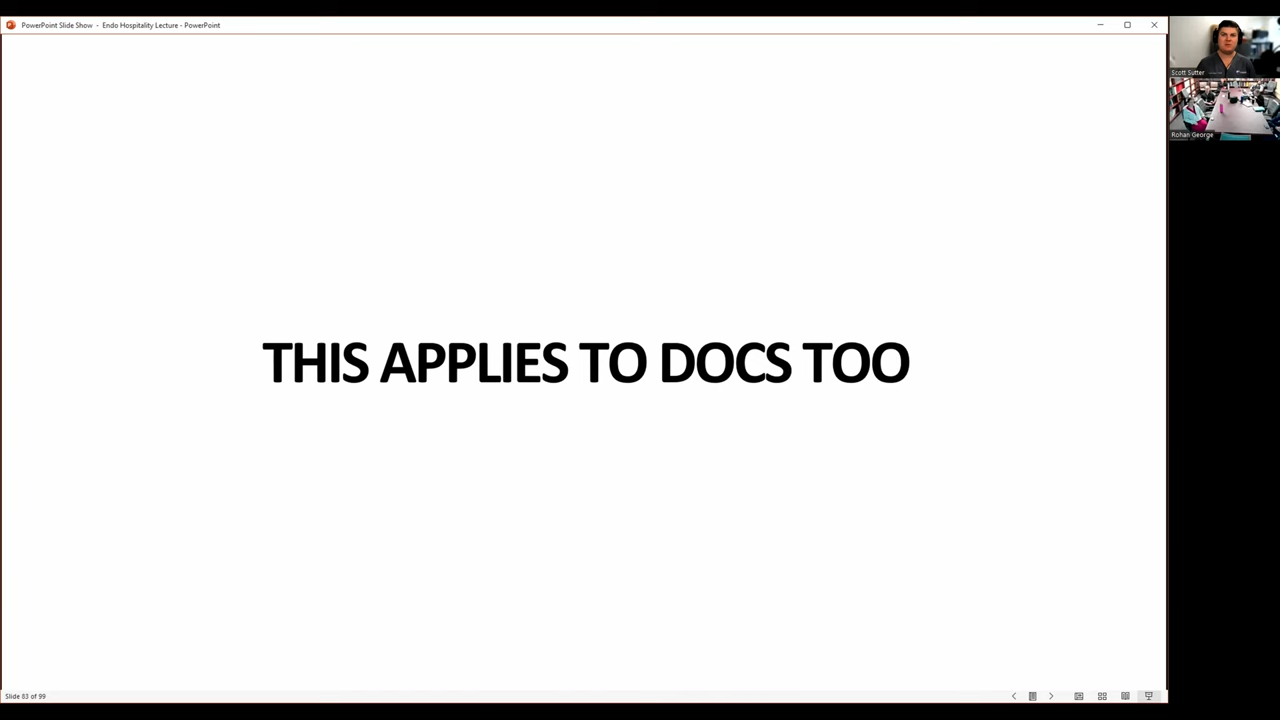 PowerPoint Slide Show - Endo Hospitality Lecture - PowerPoint
Scott Sutter
Rohan George
THIS APPLIES TO DOCS TOO
Slide 83 of 99